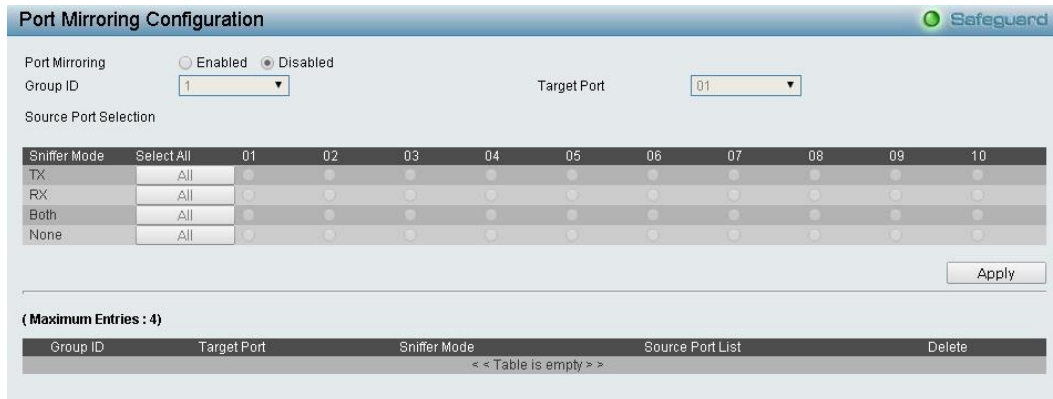 Port Mirroring Configuration Safeguard
Port Mirroring Enabled Disabled
Group ID 1 Target Port 01
Source Port Selection
Sniffer Mode Select All 01 02 03 04 05 06 07 08 09 10
TX All
RX All
Both All
None All
Apply
( Maximum Entries : 4)
Group ID Target Port Sniffer Mode Source Port List Delete
< < Table is empty > >